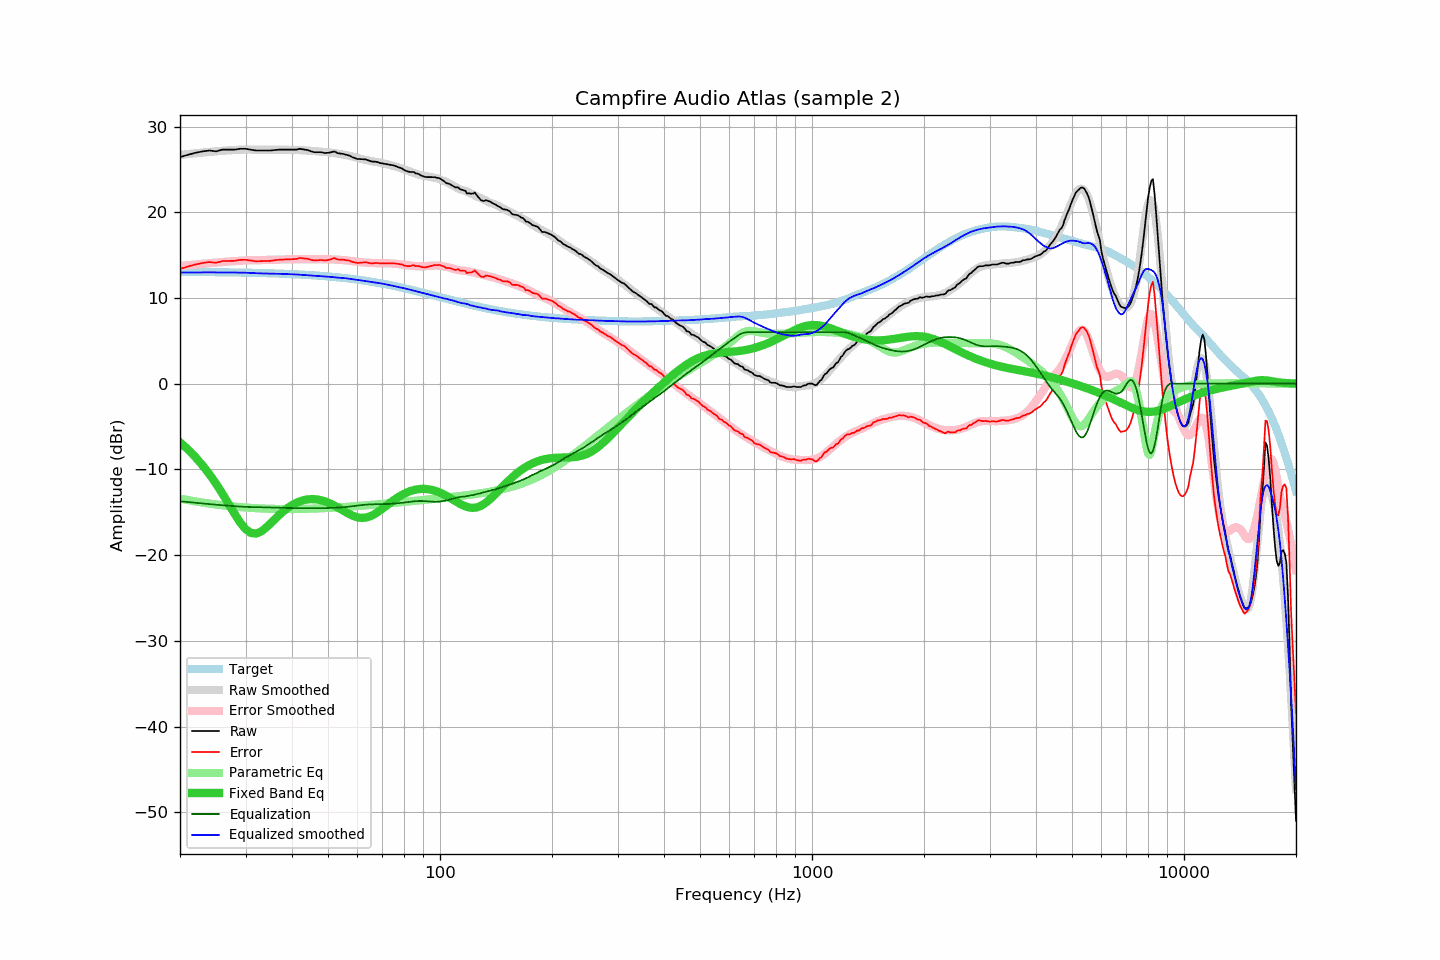 Campfire Audio Atlas (sample 2)
30
20
10
0
−10
−20
−30
−40
−50
Amplitude (dBr)
Target
Raw Smoothed
Error Smoothed
Raw
Error
Parametric Eq
Fixed Band Eq
Equalization
Equalized smoothed
100
1000
10000
Frequency (Hz)